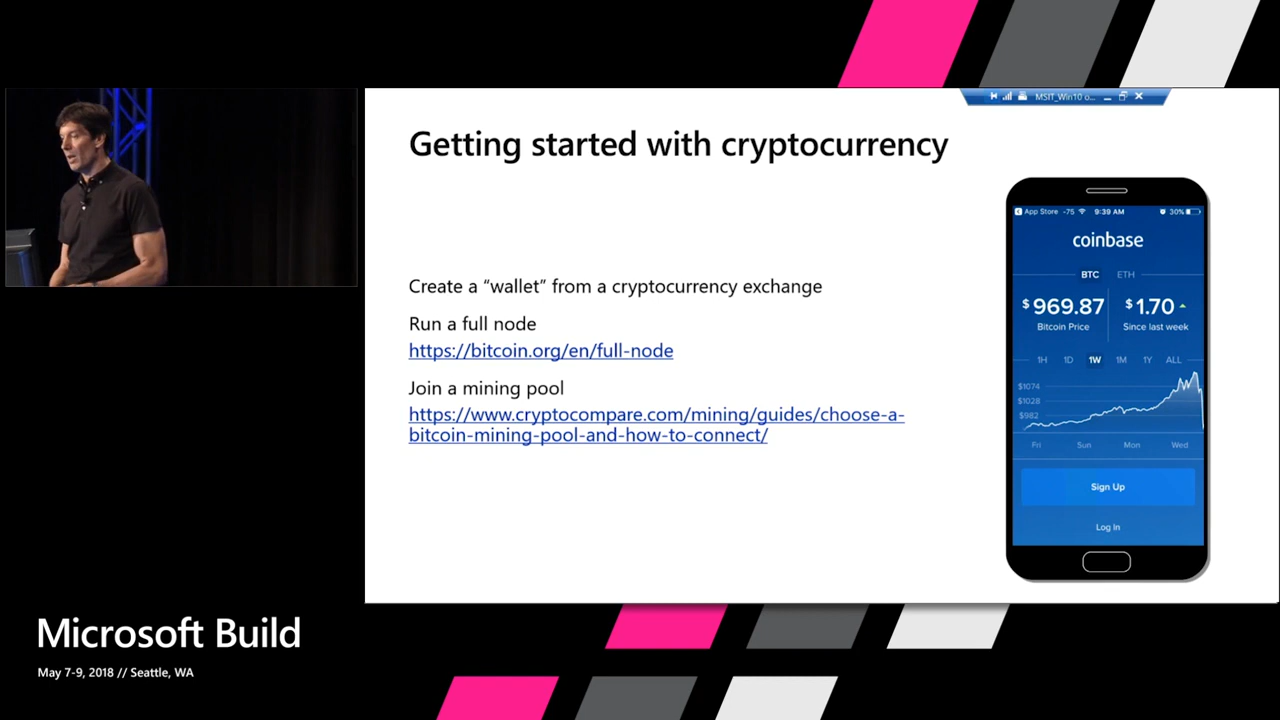 MSIT_Win10 o...
Getting started with cryptocurrency
Create a “wallet” from a cryptocurrency exchange
Run a full node
https://bitcoin.org/en/full-node
Join a mining pool
https://www.cryptocompare.com/mining/guides/choose-a-
bitcoin-mining-pool-and-how-to-connect/
App Store -75 9:39 AM 30%
coinbase
BTC ETH
$969.87 $1.70
Bitcoin Price Since last week
1H 1D 1W 1M 1Y ALL
$1074
$1028
$982
Fri Sun Mon Wed
Sign Up
Log In
Microsoft Build
May 7-9, 2018 // Seattle, WA